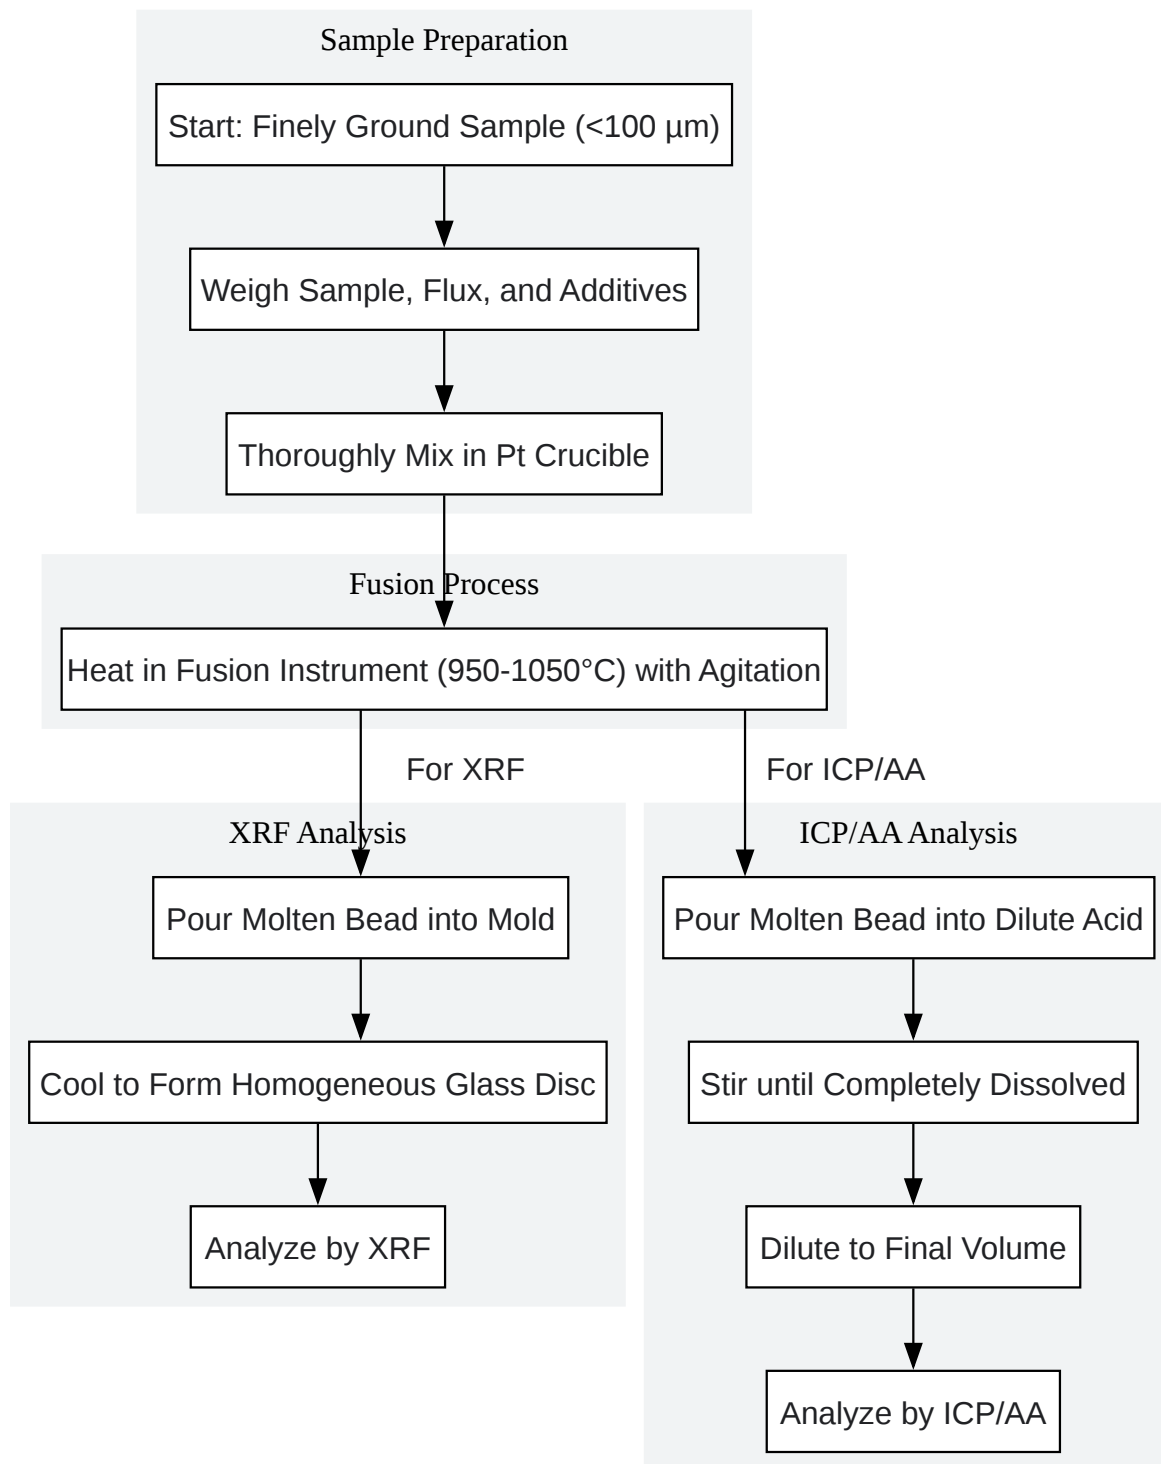 Sample Preparation
Start: Finely Ground Sample (<100 µm)
Weigh Sample, Flux, and Additives
Thoroughly Mix in Pt Crucible
Fusion Process
Heat in Fusion Instrument (950-1050°C) with Agitation
For XRF
For ICP/AA
XRF Analysis
Pour Molten Bead into Mold
Cool to Form Homogeneous Glass Disc
Analyze by XRF
ICP/AA Analysis
Pour Molten Bead into Dilute Acid
Stir until Completely Dissolved
Dilute to Final Volume
Analyze by ICP/AA